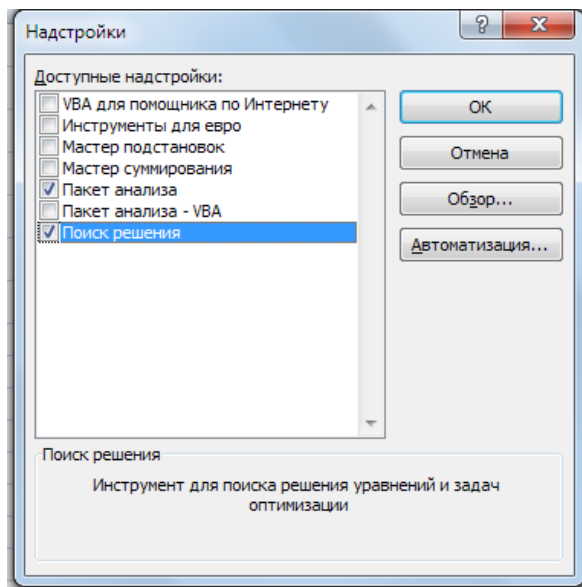 Надстройки
?
X
Доступные надстройки:
VBA для помощника по Интернету
Инструменты для евро
Мастер подстановок
Мастер суммирования
Пакет анализа
Пакет анализа - VBA
Поиск решения
ОК
Отмена
Обзор...
Автоматизация...
Поиск решения
Инструмент для поиска решения уравнений и задач
оптимизации